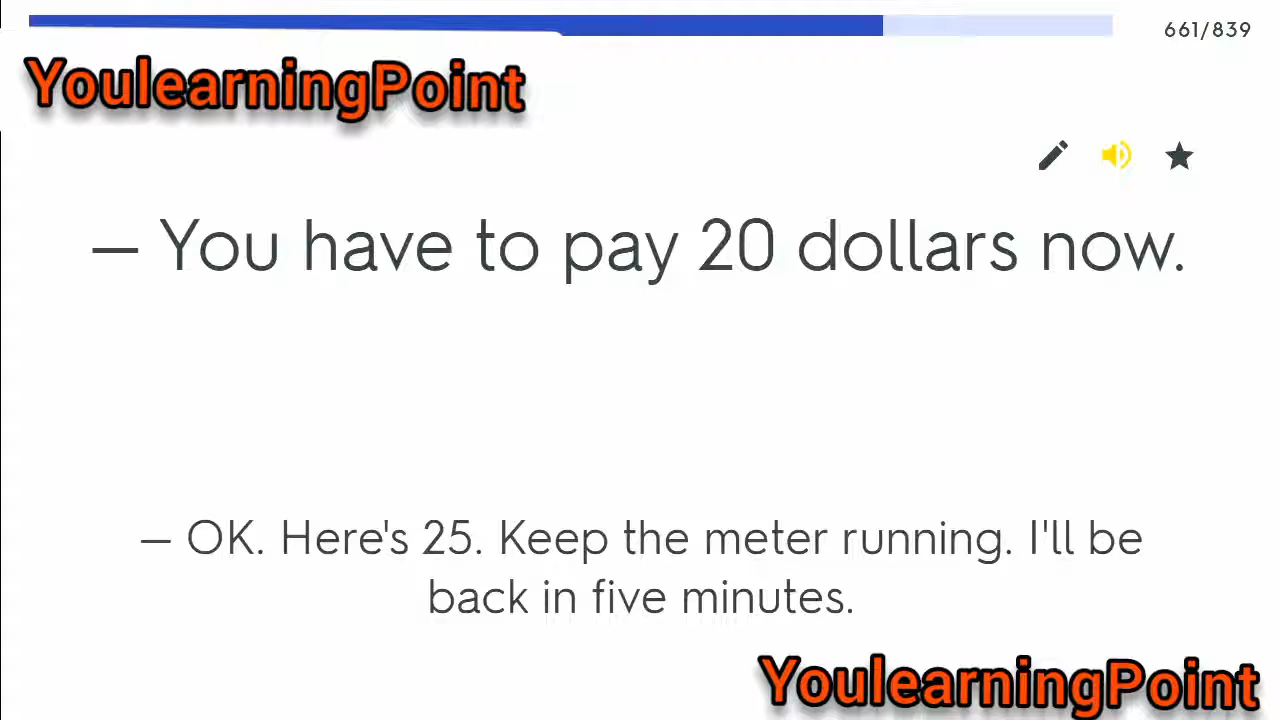 661/839
YoulearningPoint
– You have to pay 20 dollars now.
– OK. Here's 25. Keep the meter running. I'll be
back in five minutes.
YoulearningPoint